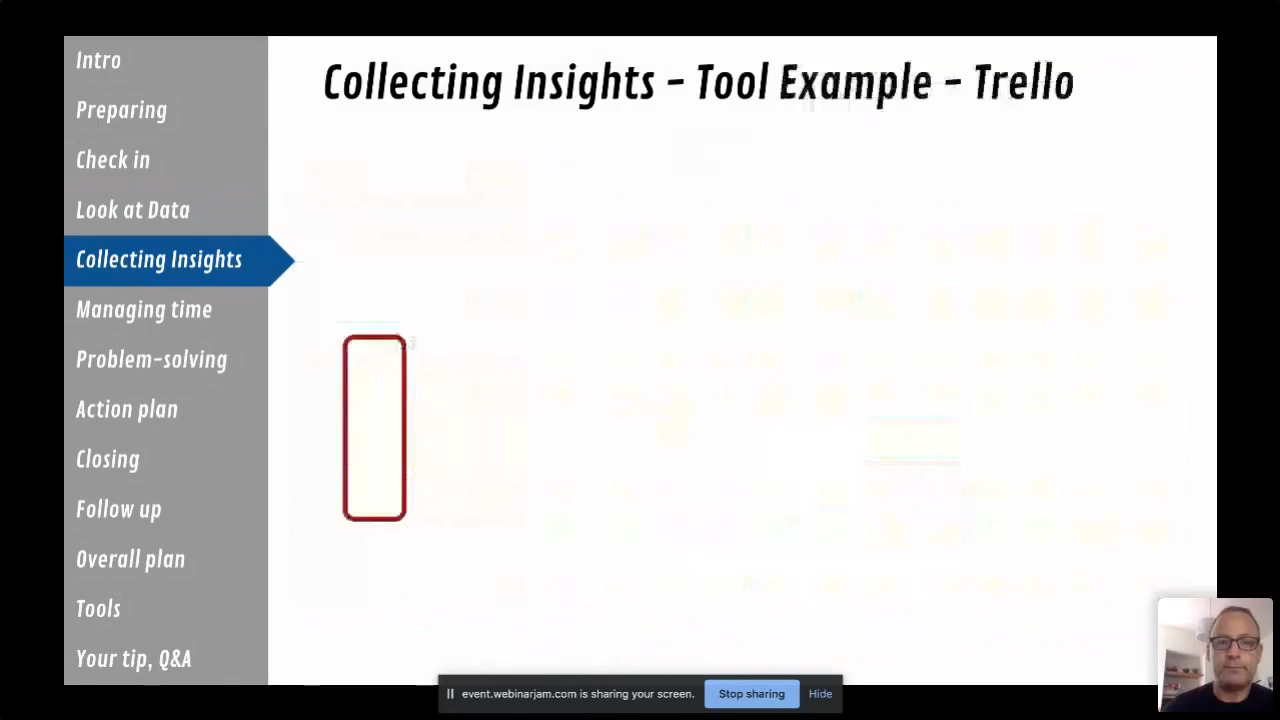 Intro
Preparing
Check in
Look at Data
Collecting Insights
Managing time
Problem-solving
Action plan
Closing
Follow up
Overall plan
Tools
Your tip, Q&A
Collecting Insights - Tool Example - Trello
event.webinarjam.com is sharing your screen.
Stop sharing
Hide